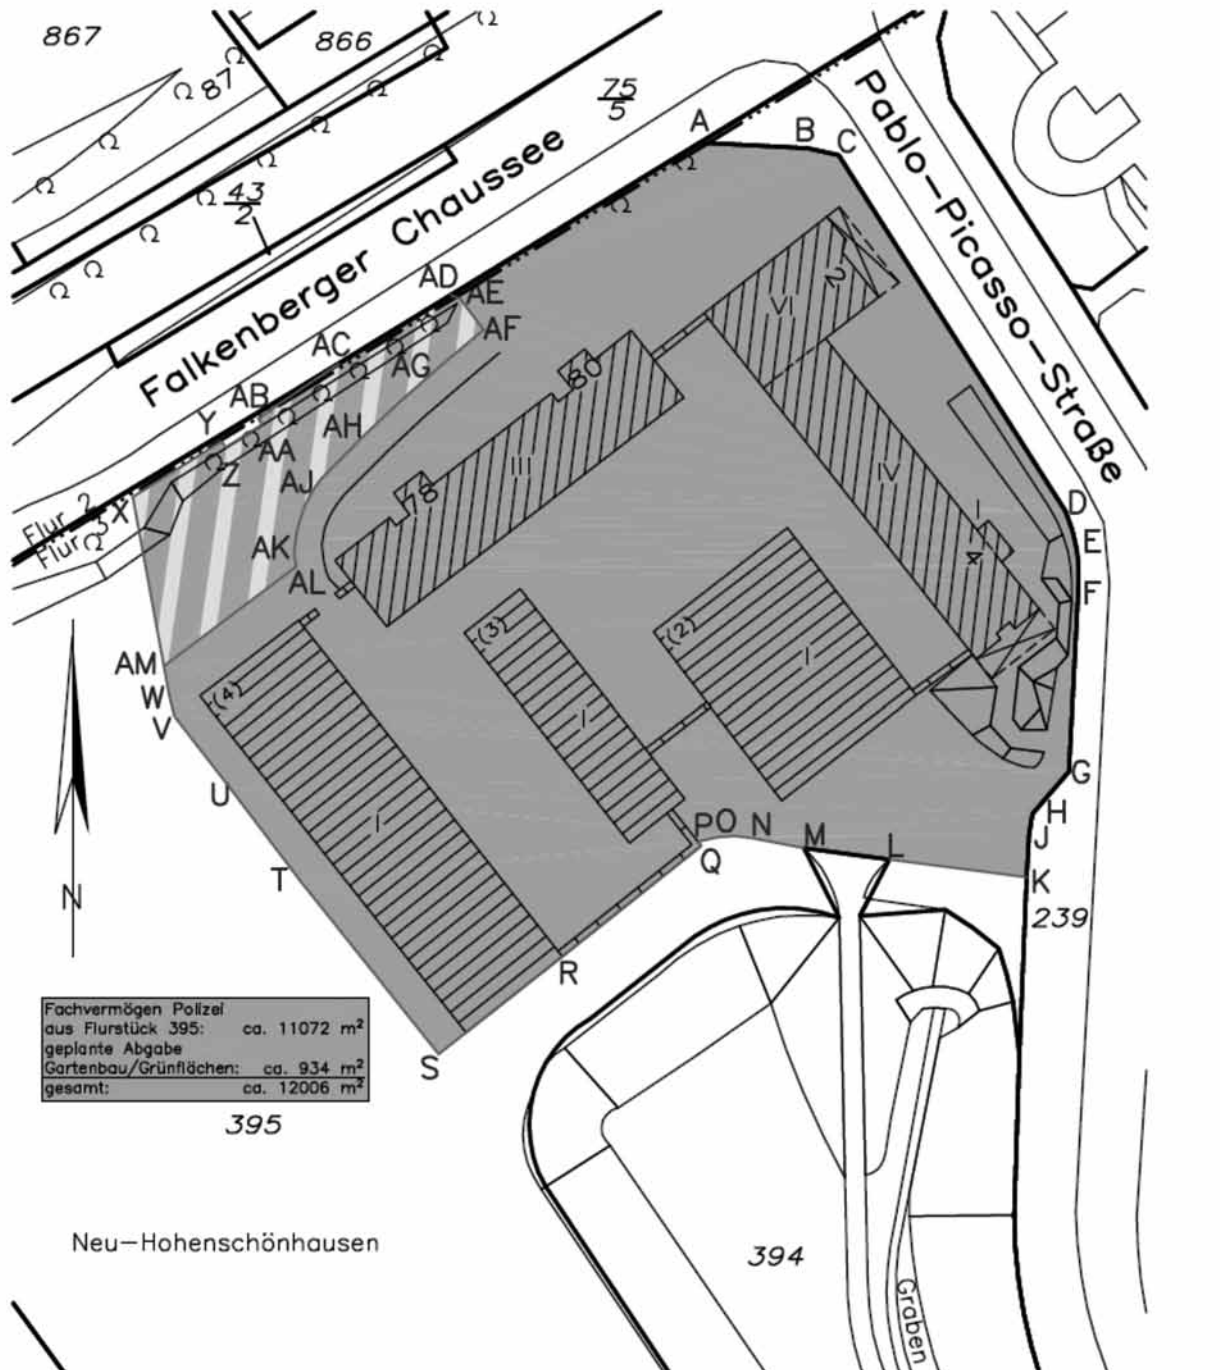 867
866
87
75
5
43
2
Falkenberger Chaussee
Pablo-Picasso-Straße
A
B
C
AD
AE
AF
AC
AG
AB
AH
Y
AA
Z
AJ
X
Flur 2
Flur 3
AK
AL
AM
W
V
U
T
S
R
Q
P
O
N
M
L
K
J
H
G
F
E
D
VI
2
80
III
78
IV
I
4
(4)
I
(3)
I
(2)
I
N
239
Fachvermögen Polizei
aus Flurstück 395: ca. 11072 m²
geplante Abgabe
Gartenbau/Grünflächen: ca. 934 m²
gesamt: ca. 12006 m²
395
Neu-Hohenschönhausen
394
Graben